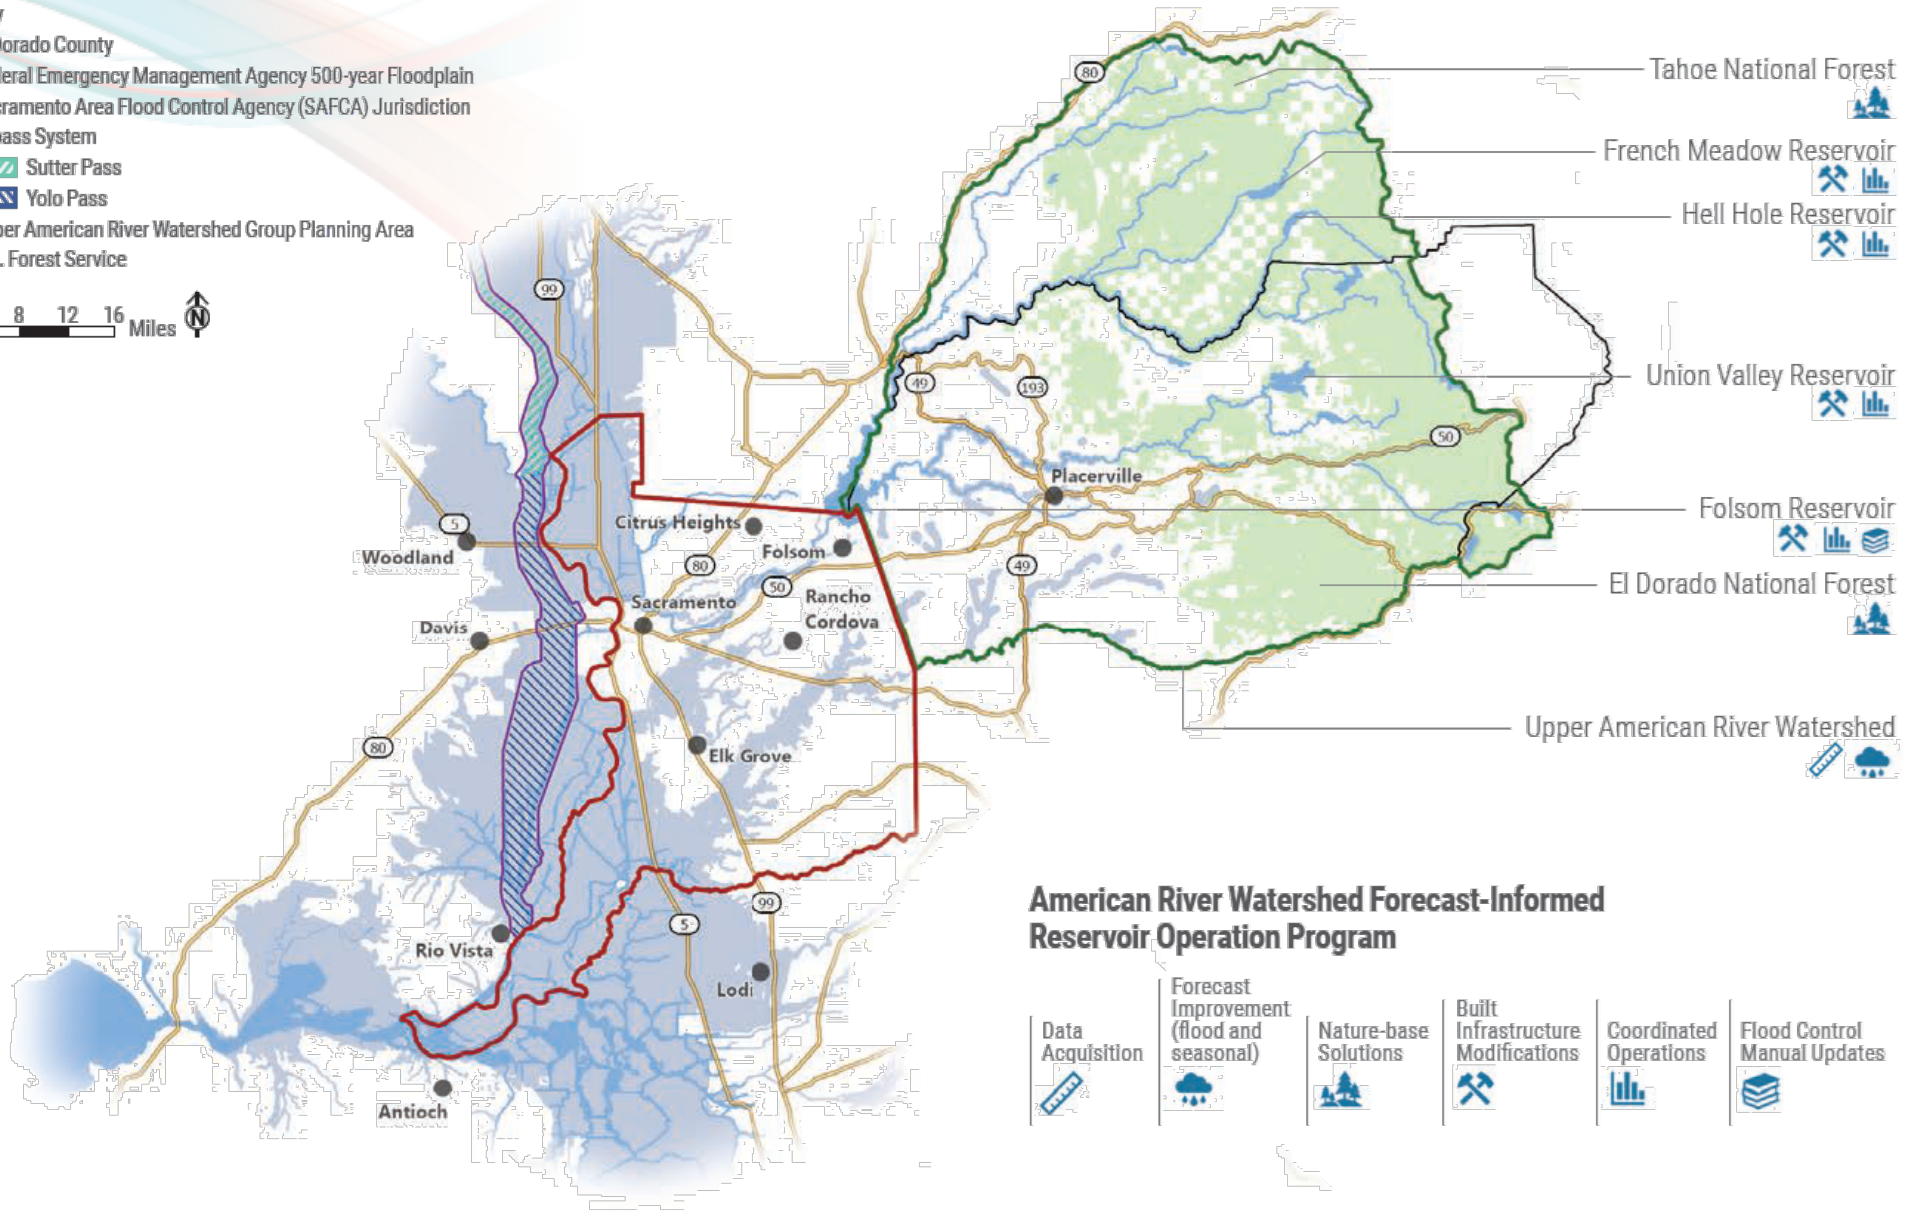 Dorado County
Emergency Management Agency 500-year Floodplain
Area Flood Control Agency (SAFCA) Jurisdiction
System
Sutter Pass
Yolo Pass
American River Watershed Group Planning Area
Forest Service
8 12 16 Miles
N
80
Tahoe National Forest
French Meadow Reservoir
Hell Hole Reservoir
99
49
193
Union Valley Reservoir
50
Placerville
Citrus Heights
5
Woodland
Folsom
Folsom Reservoir
80
50
49
Rancho
Cordova
Sacramento
El Dorado National Forest
Davis
Upper American River Watershed
80
Elk Grove
99
5
Rio Vista
Lodi
Antioch
American River Watershed Forecast-Informed
Reservoir Operation Program
Data
Acquisition
Forecast
Improvement
(flood and
seasonal)
Nature-base
Solutions
Built
Infrastructure
Modifications
Coordinated
Operations
Flood Control
Manual Updates